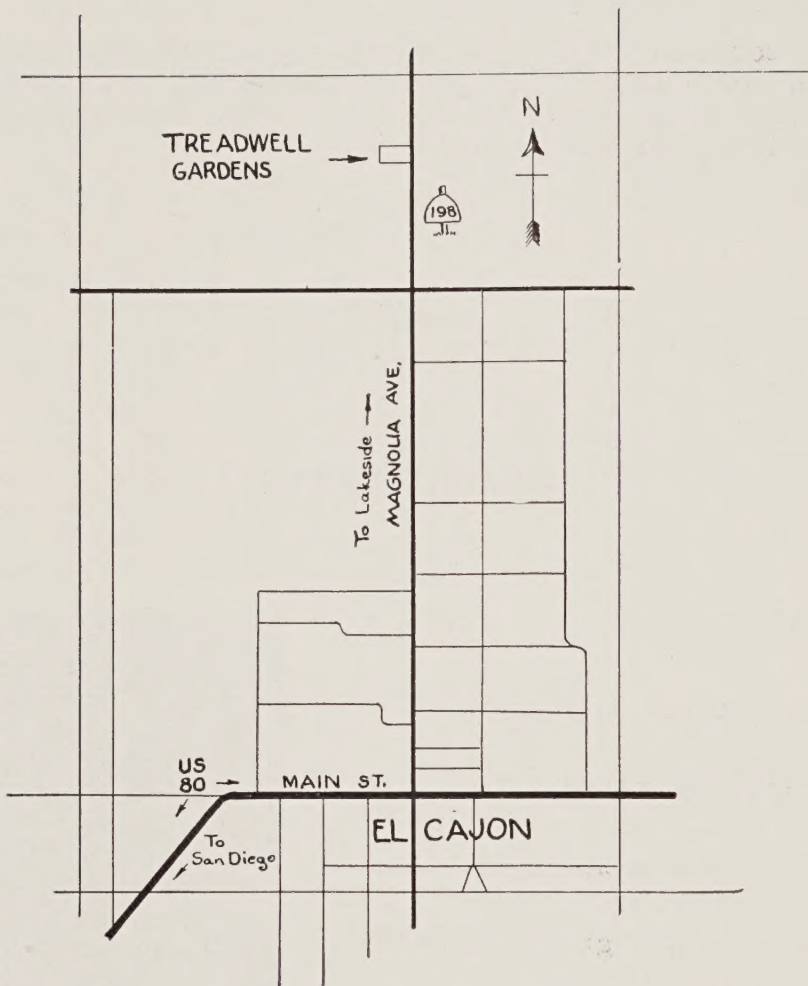 N
TREADWELL
GARDENS
198
To Lakeside
MAGNOLIA AVE.
US
80
MAIN ST.
EL CAJON
To
San Diego